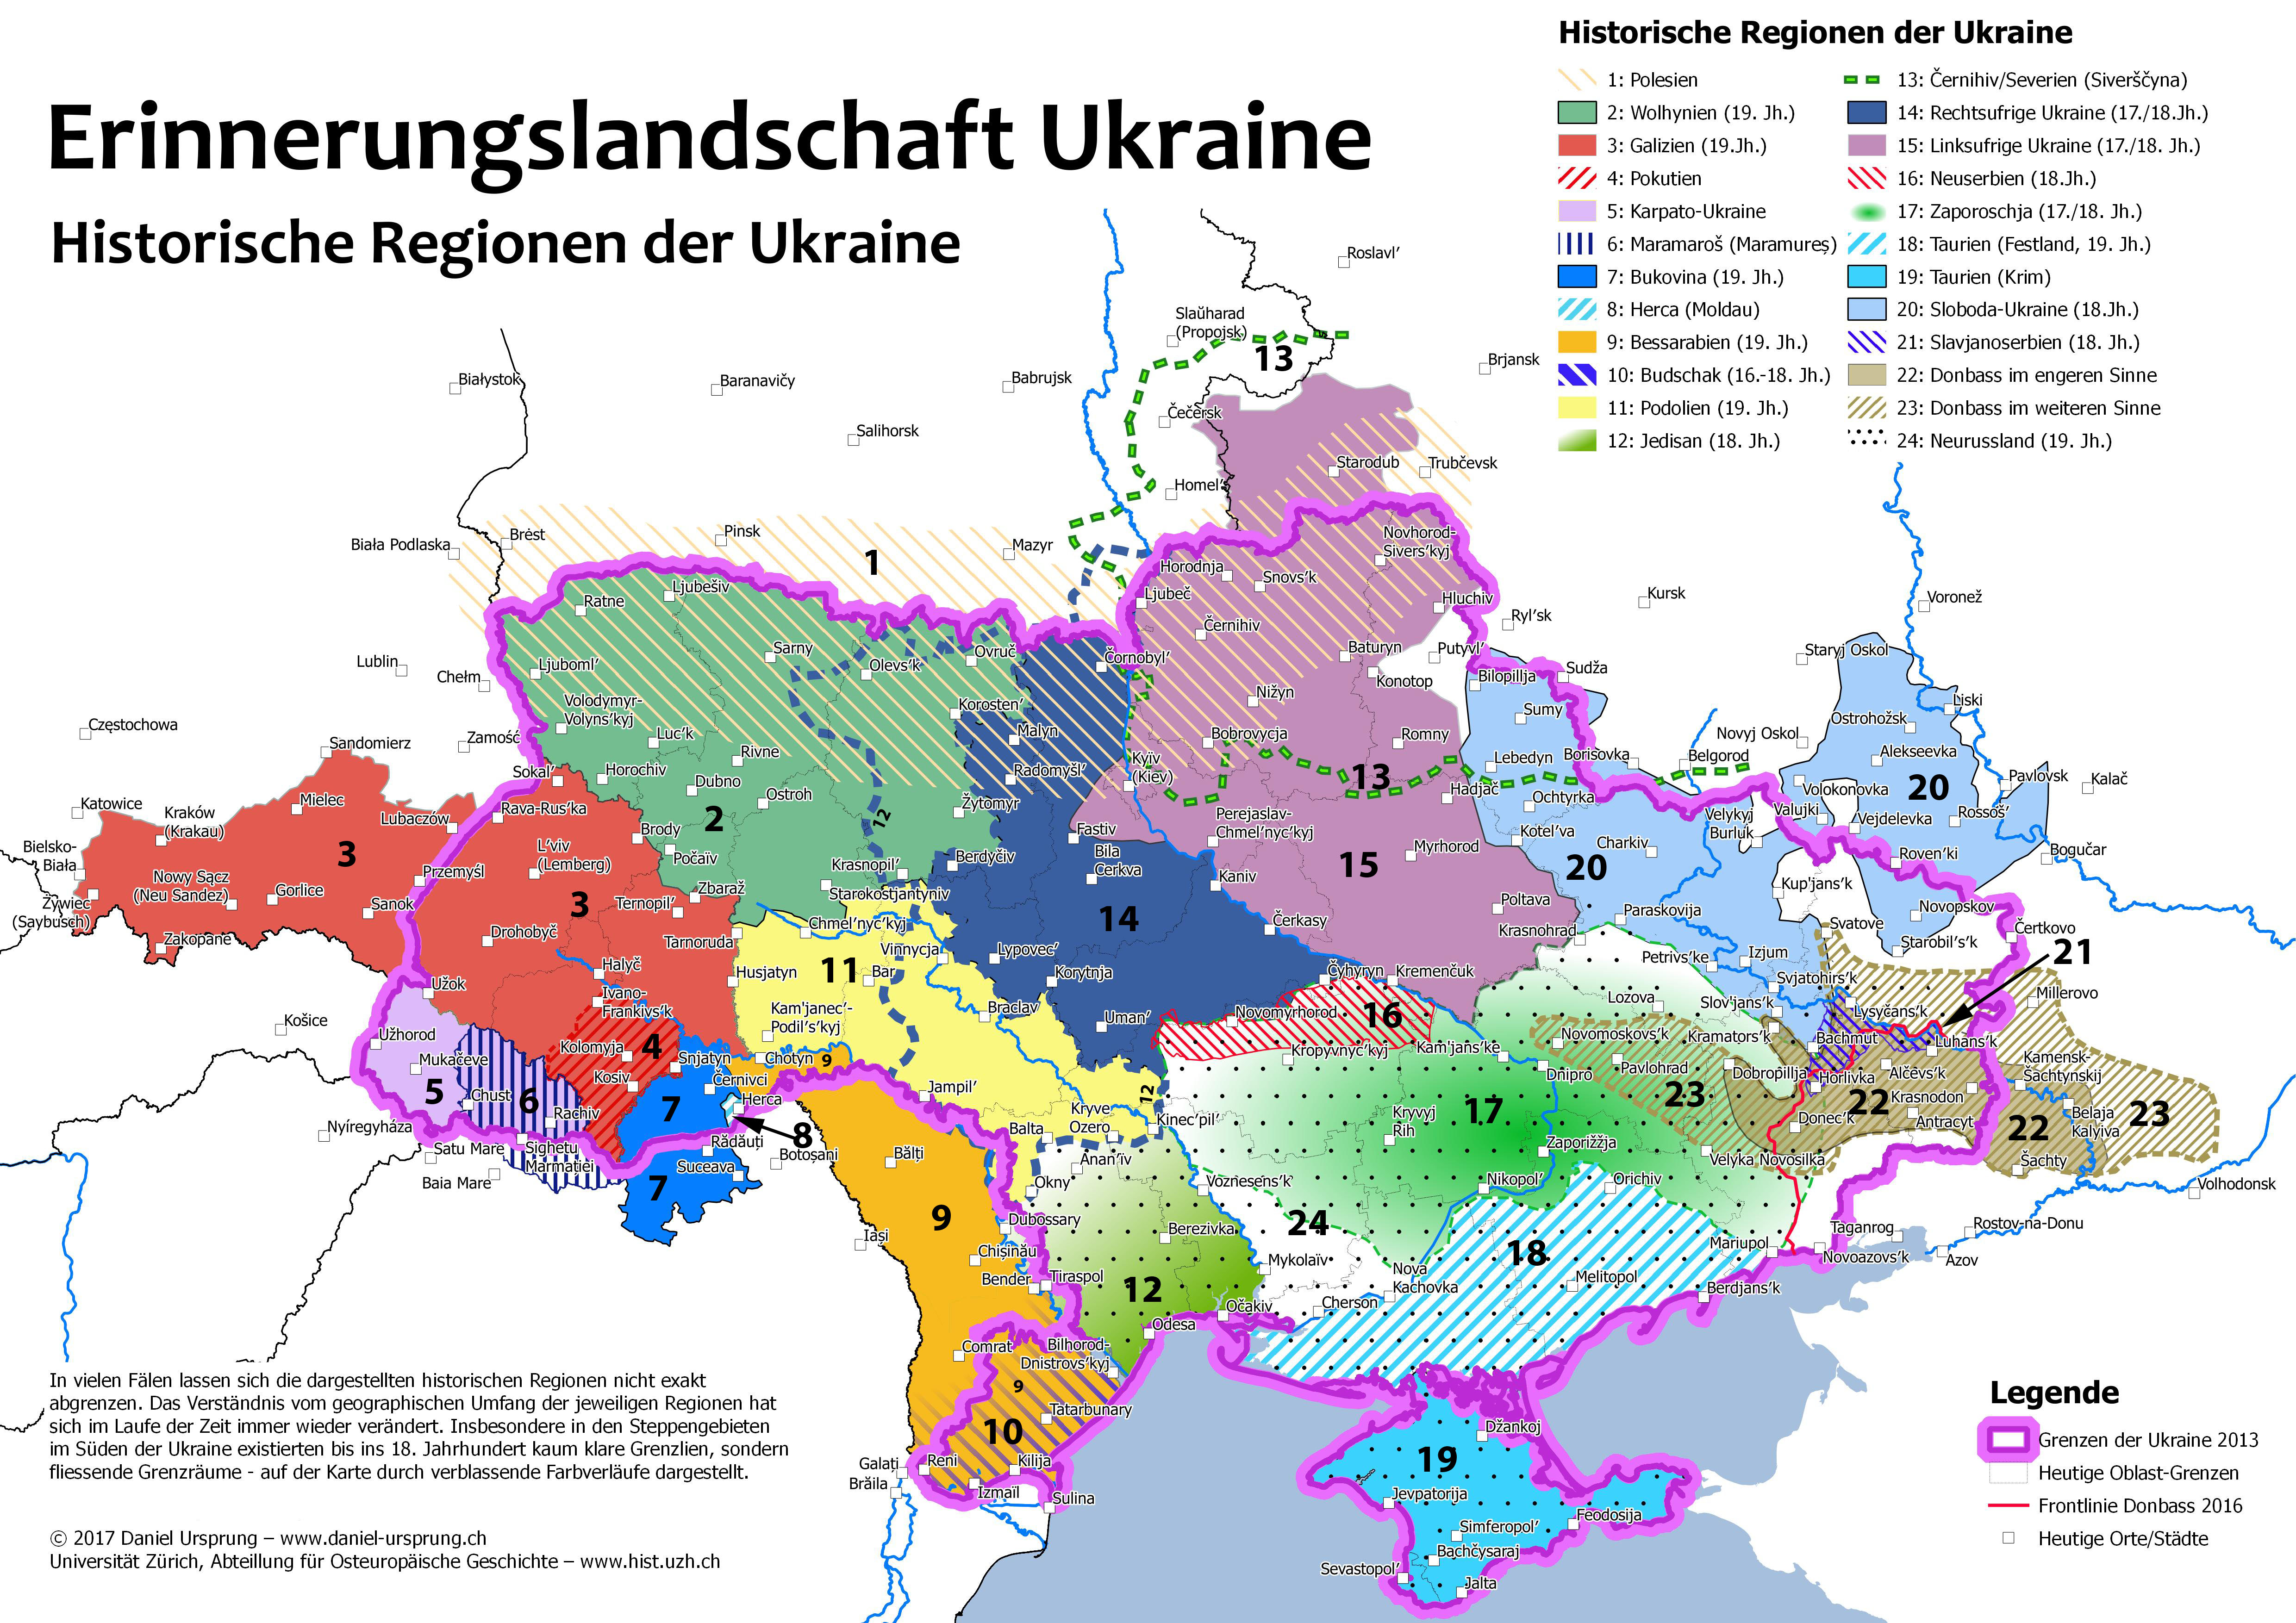 Erinnerungslandschaft Ukraine
Historische Regionen der Ukraine
Historische Regionen der Ukraine
1: Polesien
2: Wolhynien (19. Jh.)
3: Galizien (19.Jh.)
4: Pokutien
5: Karpato-Ukraine
6: Maramaroš (Maramureș)
7: Bukovina (19. Jh.)
8: Herca (Moldau)
9: Bessarabien (19. Jh.)
10: Budschak (16.-18. Jh.)
11: Podolien (19. Jh.)
12: Jedisan (18. Jh.)
13: Černihiv/Severien (Siverščyna)
14: Rechtsufrige Ukraine (17./18.Jh.)
15: Linksufrige Ukraine (17./18. Jh.)
16: Neuserbien (18.Jh.)
17: Zaporoschja (17./18. Jh.)
18: Taurien (Festland, 19. Jh.)
19: Taurien (Krim)
20: Sloboda-Ukraine (18.Jh.)
21: Slavjanoserbien (18. Jh.)
22: Donbass im engeren Sinne
23: Donbass im weiteren Sinne
24: Neurussland (19. Jh.)
Roslavl'
Slaŭharad
(Propojsk)
13
Brjansk
Białystok
Baranavičy
Babrujsk
Čečersk
Salihorsk
Starodub
Trubčevsk
Homel'
Brėst
Pinsk
Biała Podlaska
Mazyr
1
Novhorod-
Sivers'kyj
Horodnja
Snovs'k
Ljubeč
Hluchiv
Ratne
Ljubešiv
Kursk
Voronež
Ryl'sk
Černihiv
Sarny
Olevs'k
Ovruč
Čornobyl'
Baturyn
Putyvl'
Lublin
Chełm
Ljuboml'
Konotop
Bilopillja
Sudža
Staryj Oskol
Volodymyr-
Volyns'kyj
Korosten'
Nižyn
Sumy
Liski
Częstochowa
Zamość
Luc'k
Malyn
Bobrovycja
Romny
Ostrohožsk
Novyj Oskol
Sandomierz
Rivne
Kyïv
(Kiev)
Lebedyn
Borisovka
Belgorod
Alekseevka
Sokal'
Horochiv
Dubno
Radomyšl'
13
Hadjač
Pavlovsk
Kalač
Katowice
Mielec
Rava-Rus'ka
Ostroh
Žytomyr
Ochtyrka
Volokonovka
20
Kraków
(Krakau)
Lubaczów
2
12
Perejaslav-
Chmel'nyc'kyj
Velykyj
Burluk
Valujki
Vejdelevka
Rossoš'
Brody
Fastiv
Kotel'va
Charkiv
Bielsko-
Biała
3
L'viv
(Lemberg)
Počaïv
Krasnopil'
Berdyčiv
Bila
Cerkva
15
Myrhorod
20
Roven'ki
Bogučar
Nowy Sącz
(Neu Sandez)
Gorlice
Przemyśl
Zbaraž
Starokostjantyniv
Kaniv
Kup'jans'k
Żywiec
(Saybusch)
Sanok
3
Ternopil'
14
Čerkasy
Poltava
Paraskovija
Novopskov
Zakopane
Drohobyč
Tarnoruda
Chmel'nyc'kyj
Krasnohrad
Svatove
Čertkovo
Vinnycja
Lypovec'
Petrivs'ke
Izjum
Starobil's'k
21
Halyč
Husjatyn
11
Bar
Korytnja
Čyhyryn
Kremenčuk
Svjatohirs'k
Užok
Ivano-
Frankivs'k
Kam'janec'-
Podil's'kyj
Braclav
Uman'
Novomyrhorod
16
Lozova
Slov'jans'k
Lysyčans'k
Millerovo
Košice
Užhorod
Kolomyja
4
Snjatyn
Chotyn
9
Kropyvnyc'kyj
Kam'jans'ke
Novomoskovs'k
Kramators'k
Bachmut
Luhans'k
Mukačeve
Kosiv
Černivci
Jampil'
Dnipro
Pavlohrad
Dobropillja
Horlivka
Alčevs'k
Kamensk-
Šachtynskij
5
Chust
6
Rachiv
7
Herca
12
Kryve
Ozero
Kinec'pil'
Kryvyj
Rih
17
23
22
Krasnodon
Belaja
Kalyiva
23
Nyíregyháza
8
Balta
Donec'k
Antracyt
22
Satu Mare
Sighetu
Marmației
Rădăuți
Botoșani
Bălți
Anan'ïv
Zaporižžja
Velyka Novosilka
Šachty
Baia Mare
Suceava
7
Okny
Voznesens'k
Nikopol'
Orichiv
Volhodonsk
9
Dubossary
Berezivka
24
Iași
Chișinău
Mykolaïv
18
Mariupol
Taganrog
Rostov-na-Donu
Novoazovs'k
Azov
Bender
Tiraspol
12
Nova
Kachovka
Melitopol
Berdjans'k
Očakiv
Cherson
Odesa
Comrat
Bilhorod-
Dnistrovs'kyj
9
Tatarbunary
10
Galați
Brăila
Reni
Kilija
Izmaïl
Sulina
Džankoj
19
Jevpatorija
Simferopol'
Feodosija
Bachčysaraj
Sevastopol'
Jalta
In vielen Fälen lassen sich die dargestellten historischen Regionen nicht exakt
abgrenzen. Das Verständnis vom geographischen Umfang der jeweiligen Regionen hat
sich im Laufe der Zeit immer wieder verändert. Insbesondere in den Steppengebieten
im Süden der Ukraine existierten bis ins 18. Jahrhundert kaum klare Grenzlien, sondern
fliessende Grenzräume - auf der Karte durch verblassende Farbverläufe dargestellt.
© 2017 Daniel Ursprung – www.daniel-ursprung.ch
Universität Zürich, Abteillung für Osteuropäische Geschichte – www.hist.uzh.ch
Legende
Grenzen der Ukraine 2013
Heutige Oblast-Grenzen
Frontlinie Donbass 2016
Heutige Orte/Städte